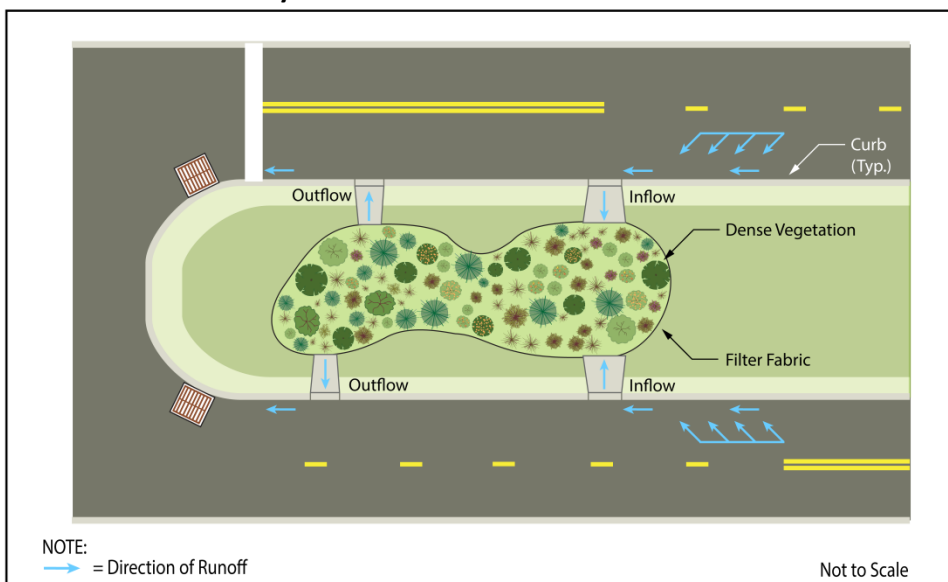 Curb
(Typ.)
Outflow
Inflow
Dense Vegetation
Filter Fabric
Outflow
Inflow
NOTE:
= Direction of Runoff
Not to Scale